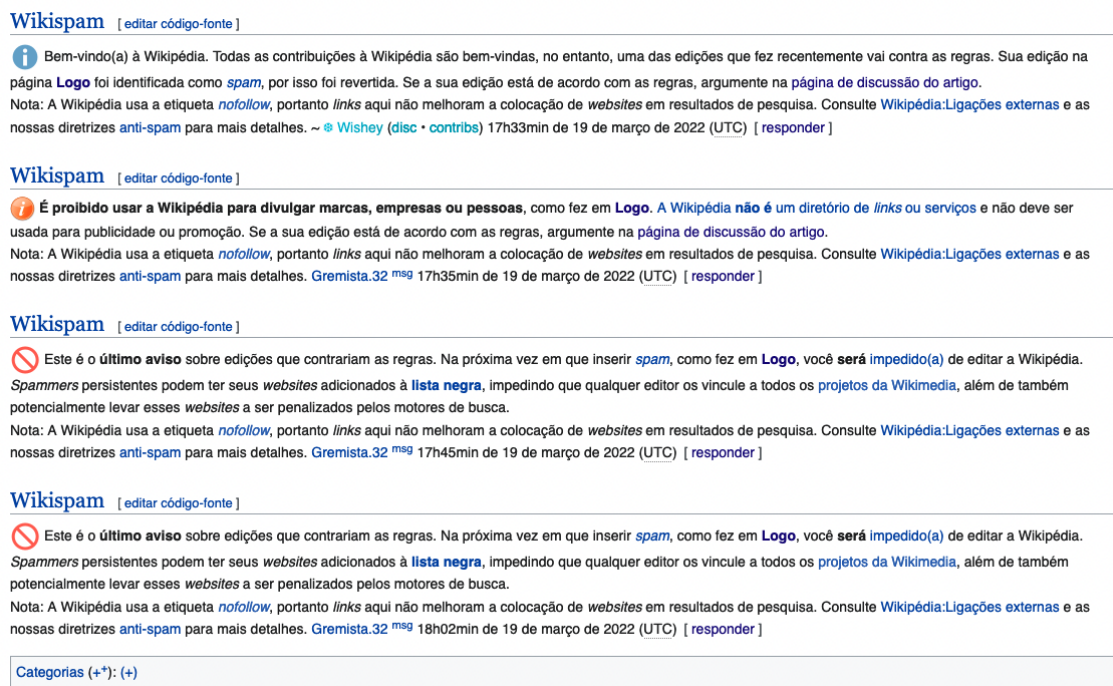 Wikispam [ editar código-fonte ]
Bem-vindo(a) à Wikipédia. Todas as contribuições à Wikipédia são bem-vindas, no entanto, uma das edições que fez recentemente vai contra as regras. Sua edição na
página Logo foi identificada como spam, por isso foi revertida. Se a sua edição está de acordo com as regras, argumente na página de discussão do artigo.
Nota: A Wikipédia usa a etiqueta nofollow, portanto links aqui não melhoram a colocação de websites em resultados de pesquisa. Consulte Wikipédia:Ligações externas e as
nossas diretrizes anti-spam para mais detalhes. ~ ❄ Wishey (disc • contribs) 17h33min de 19 de março de 2022 (UTC) [ responder ]
Wikispam [ editar código-fonte ]
É proibido usar a Wikipédia para divulgar marcas, empresas ou pessoas, como fez em Logo. A Wikipédia não é um diretório de links ou serviços e não deve ser
usada para publicidade ou promoção. Se a sua edição está de acordo com as regras, argumente na página de discussão do artigo.
Nota: A Wikipédia usa a etiqueta nofollow, portanto links aqui não melhoram a colocação de websites em resultados de pesquisa. Consulte Wikipédia:Ligações externas e as
nossas diretrizes anti-spam para mais detalhes. Gremista.32 msg 17h35min de 19 de março de 2022 (UTC) [ responder ]
Wikispam [ editar código-fonte ]
Este é o último aviso sobre edições que contrariam as regras. Na próxima vez em que inserir spam, como fez em Logo, você será impedido(a) de editar a Wikipédia.
Spammers persistentes podem ter seus websites adicionados à lista negra, impedindo que qualquer editor os vincule a todos os projetos da Wikimedia, além de também
potencialmente levar esses websites a ser penalizados pelos motores de busca.
Nota: A Wikipédia usa a etiqueta nofollow, portanto links aqui não melhoram a colocação de websites em resultados de pesquisa. Consulte Wikipédia:Ligações externas e as
nossas diretrizes anti-spam para mais detalhes. Gremista.32 msg 17h45min de 19 de março de 2022 (UTC) [ responder ]
Wikispam [ editar código-fonte ]
Este é o último aviso sobre edições que contrariam as regras. Na próxima vez em que inserir spam, como fez em Logo, você será impedido(a) de editar a Wikipédia.
Spammers persistentes podem ter seus websites adicionados à lista negra, impedindo que qualquer editor os vincule a todos os projetos da Wikimedia, além de também
potencialmente levar esses websites a ser penalizados pelos motores de busca.
Nota: A Wikipédia usa a etiqueta nofollow, portanto links aqui não melhoram a colocação de websites em resultados de pesquisa. Consulte Wikipédia:Ligações externas e as
nossas diretrizes anti-spam para mais detalhes. Gremista.32 msg 18h02min de 19 de março de 2022 (UTC) [ responder ]
Categorias (++): (+)